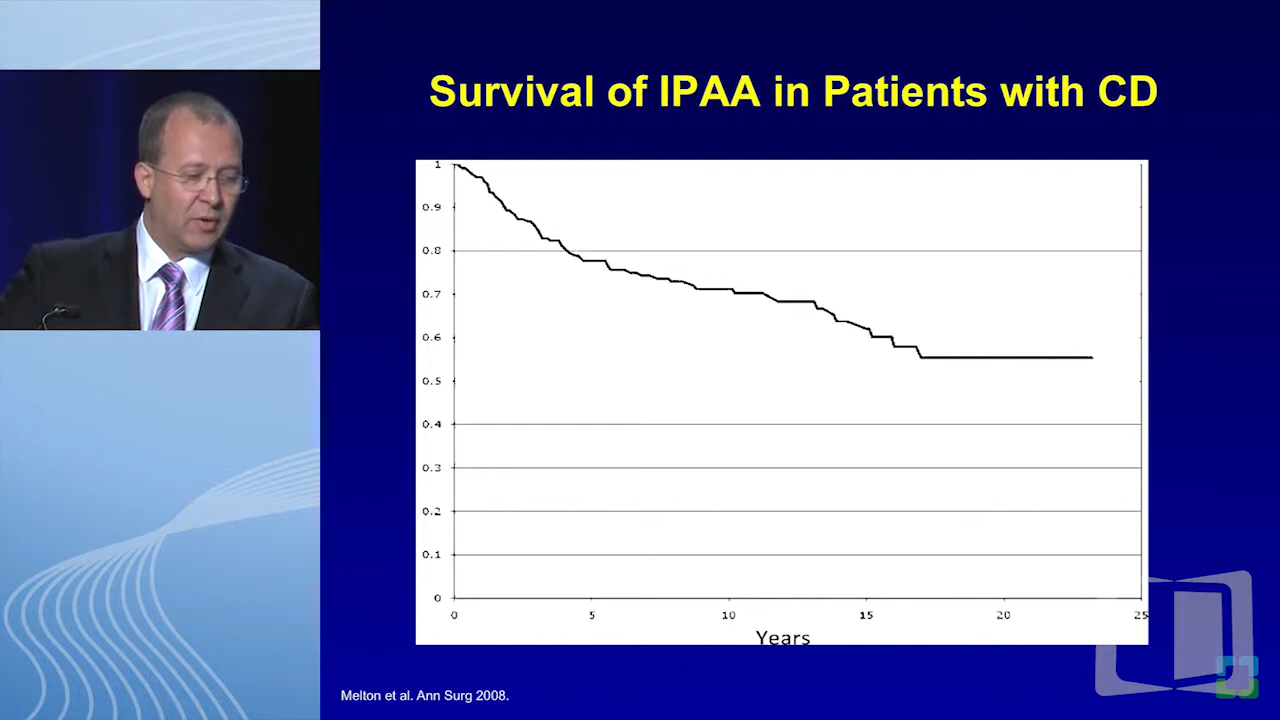 Survival of IPAA in Patients with CD
1
0.9
0.8
0.7
0.6
0.5
0.4
0.3
0.2
0.1
0
0 5 10 15 20 25
Years
Melton et al. Ann Surg 2008.